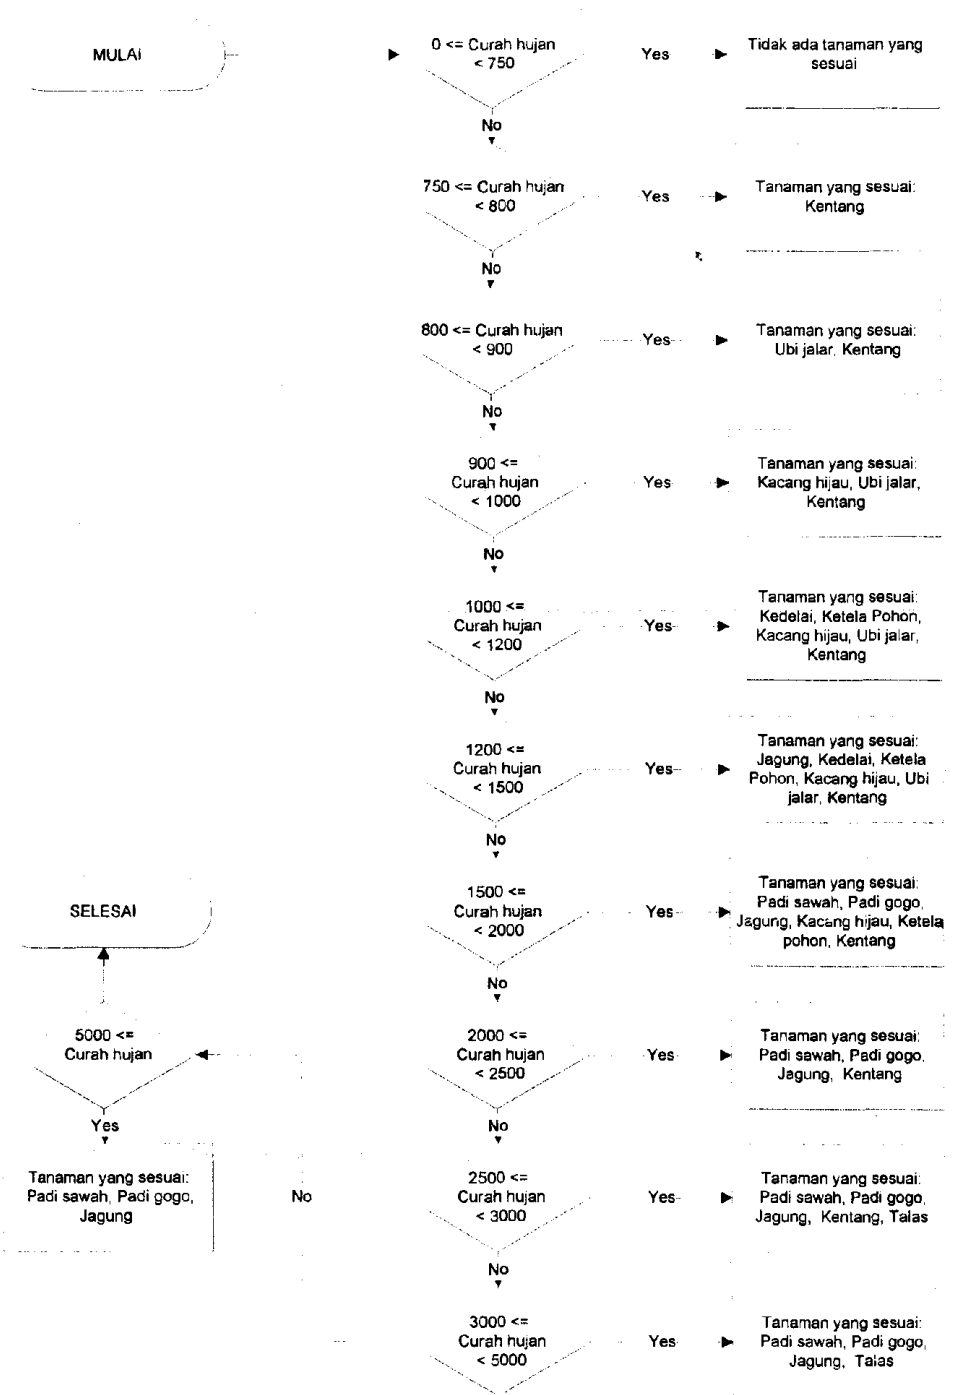 MULAI
0 <= Curah hujan
< 750
Yes
Tidak ada tanaman yang
sesuai
No
750 <= Curah hujan
< 800
Yes
Tanaman yang sesuai:
Kentang
No
800 <= Curah hujan
< 900
Yes
Tanaman yang sesuai:
Ubi jalar, Kentang
No
900 <=
Curah hujan
< 1000
Yes
Tanaman yang sesuai:
Kacang hijau, Ubi jalar,
Kentang
No
1000 <=
Curah hujan
< 1200
Yes
Tanaman yang sesuai:
Kedelai, Ketela Pohon,
Kacang hijau, Ubi jalar,
Kentang
No
1200 <=
Curah hujan
< 1500
Yes
Tanaman yang sesuai:
Jagung, Kedelai, Ketela
Pohon, Kacang hijau, Ubi
jalar, Kentang
No
1500 <=
Curah hujan
< 2000
Yes
Tanaman yang sesuai:
Padi sawah, Padi gogo,
Jagung, Kacang hijau, Ketela
pohon, Kentang
No
2000 <=
Curah hujan
< 2500
Yes
Tanaman yang sesuai:
Padi sawah, Padi gogo,
Jagung, Kentang
No
2500 <=
Curah hujan
< 3000
Yes
Tanaman yang sesuai:
Padi sawah, Padi gogo,
Jagung, Kentang, Talas
No
3000 <=
Curah hujan
< 5000
Yes
Tanaman yang sesuai:
Padi sawah, Padi gogo,
Jagung, Talas
No
5000 <=
Curah hujan
Yes
Tanaman yang sesuai:
Padi sawah, Padi gogo,
Jagung
SELESAI